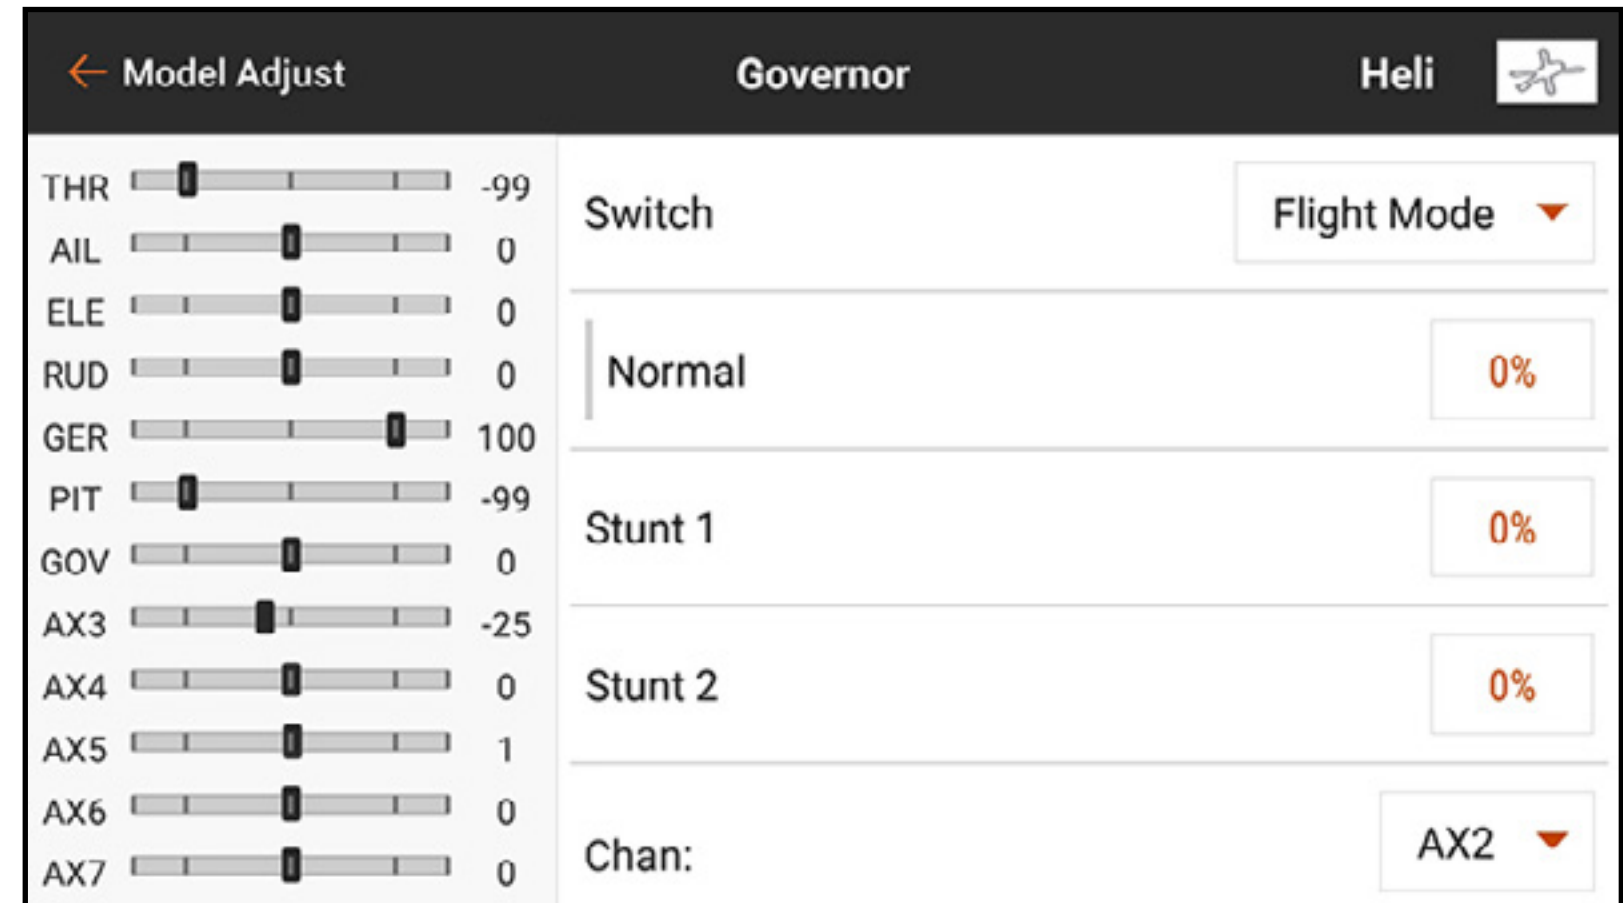 ← Model Adjust Governor Heli
THR -99
AIL 0
ELE 0
RUD 0
GER 100
PIT -99
GOV 0
AX3 -25
AX4 0
AX5 1
AX6 0
AX7 0
Switch Flight Mode
Normal 0%
Stunt 1 0%
Stunt 2 0%
Chan: AX2